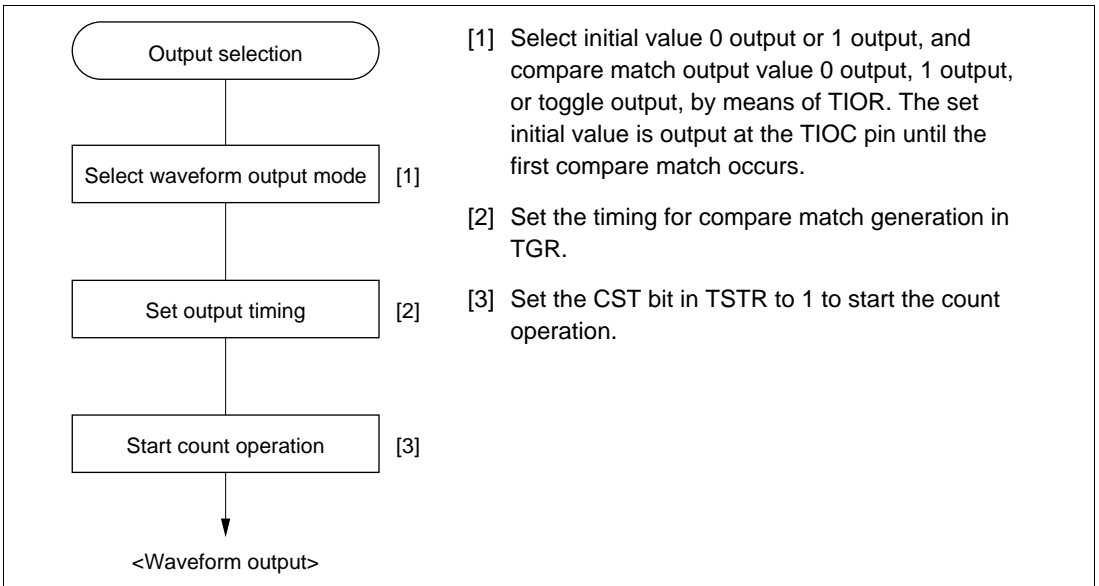 Output selection
Select waveform output mode [1]
Set output timing [2]
Start count operation [3]
<Waveform output>
[1] Select initial value 0 output or 1 output, and
compare match output value 0 output, 1 output,
or toggle output, by means of TIOR. The set
initial value is output at the TIOC pin until the
first compare match occurs.
[2] Set the timing for compare match generation in
TGR.
[3] Set the CST bit in TSTR to 1 to start the count
operation.